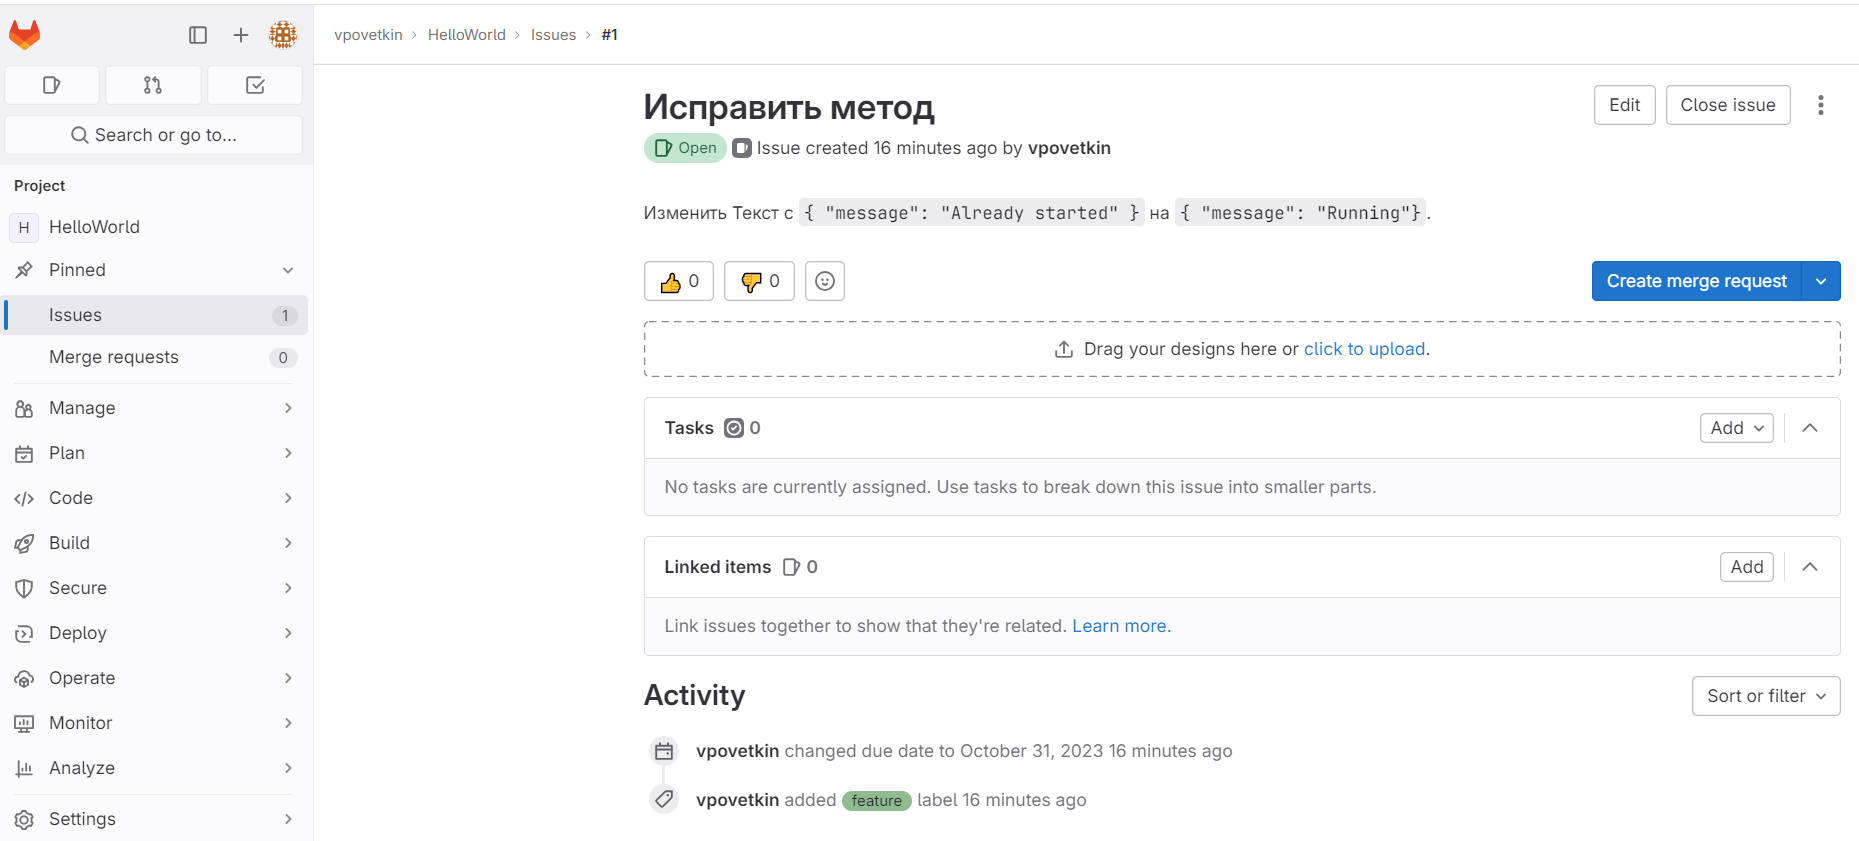 vpovetkin › HelloWorld › Issues › #1
Search or go to...
Project
H HelloWorld
Pinned
Issues 1
Merge requests 0
Manage
Plan
Code
Build
Secure
Deploy
Operate
Monitor
Analyze
Settings
Исправить метод
Edit Close issue
Open Issue created 16 minutes ago by vpovetkin
Изменить Текст с { "message": "Already started" } на { "message": "Running"}.
0 0 Create merge request
Drag your designs here or click to upload.
Tasks 0 Add
No tasks are currently assigned. Use tasks to break down this issue into smaller parts.
Linked items 0 Add
Link issues together to show that they're related. Learn more.
Activity Sort or filter
vpovetkin changed due date to October 31, 2023 16 minutes ago
vpovetkin added feature label 16 minutes ago